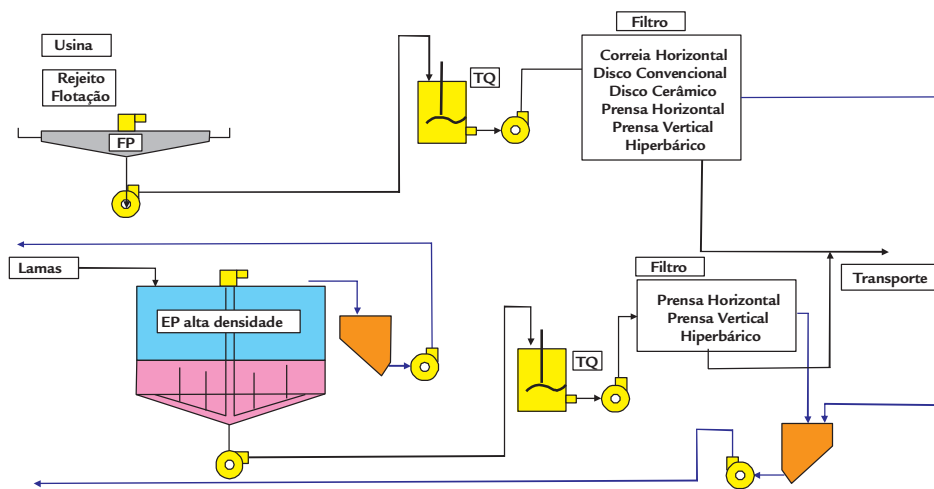 Usina
Rejeito
Flotação
FP
TQ
Filtro
Correia Horizontal
Disco Convencional
Disco Cerâmico
Prensa Horizontal
Prensa Vertical
Hiperbárico
Lamas
EP alta densidade
TQ
Filtro
Prensa Horizontal
Prensa Vertical
Hiperbárico
Transporte